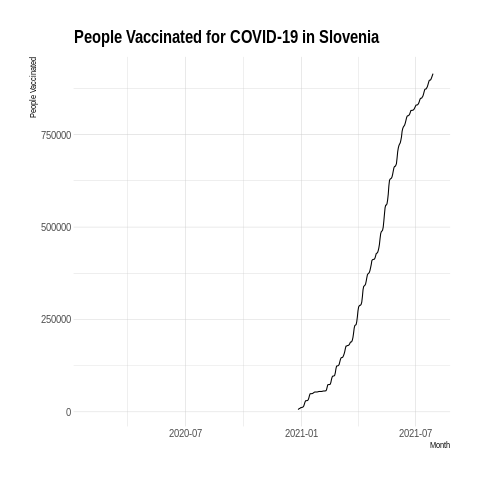 People Vaccinated for COVID-19 in Slovenia
People Vaccinated
750000
500000
250000
0
2020-07
2021-01
2021-07
Month